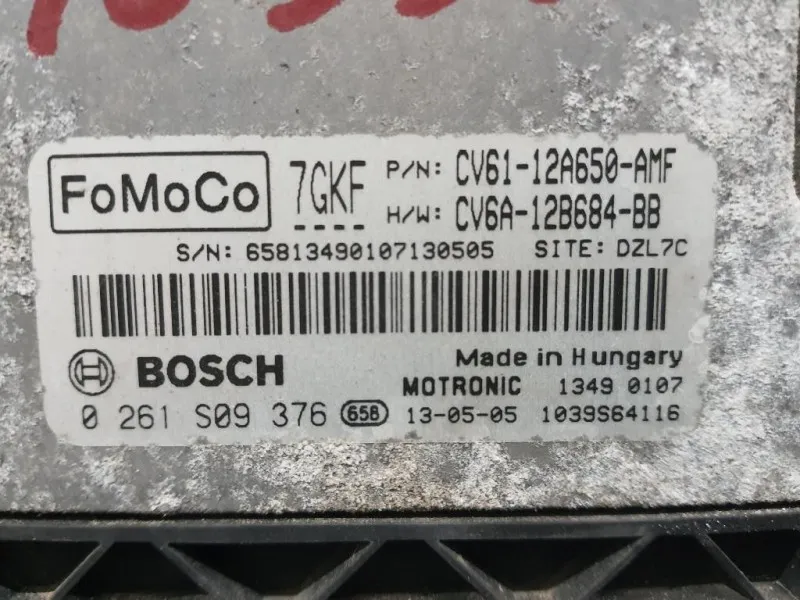 FoMoCo 7GKF P/N: CV61-12A650-AMF
H/W: CV6A-12B684-BB
S/N: 65813490107130505 SITE: DZL7C
BOSCH Made in Hungary
MOTRONIC 1349 0107
0 261 S09 376 658 13-05-05 1039S64116